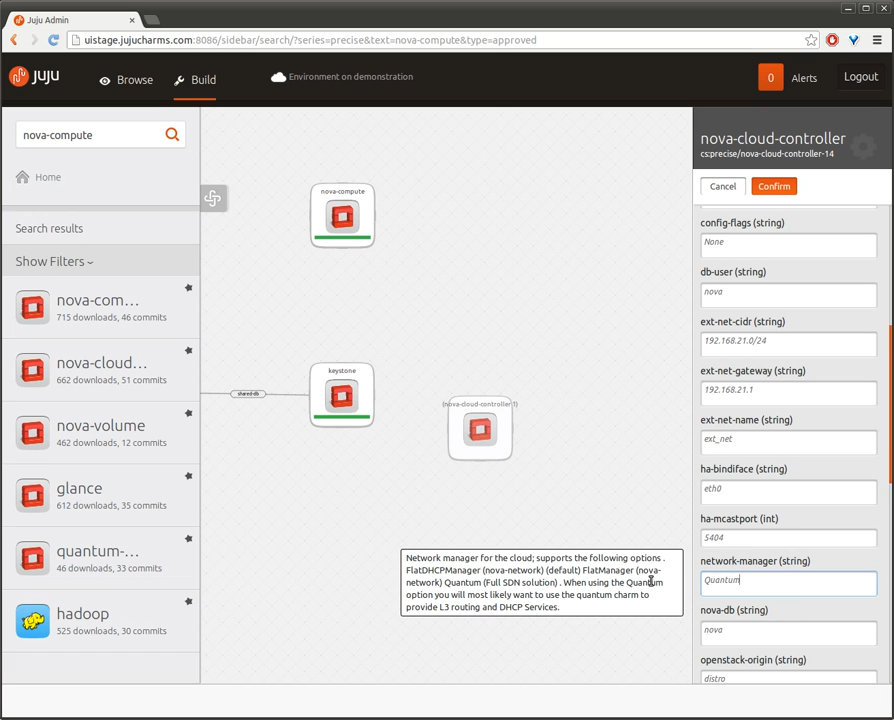 Juju Admin
uistage.jujucharms.com:8086/sidebar/search/?series=precise&text=nova-compute&type=approved
juju
Browse
Build
Environment on demonstration
0
Alerts
Logout
nova-compute
Home
Search results
Show Filters
nova-com…
715 downloads, 46 commits
nova-cloud…
662 downloads, 51 commits
nova-volume
462 downloads, 12 commits
glance
612 downloads, 35 commits
quantum-…
46 downloads, 33 commits
hadoop
525 downloads, 30 commits
nova-compute
keystone
shared-db
(nova-cloud-controller 1)
Network manager for the cloud; supports the following options .
FlatDHCPManager (nova-network) (default) FlatManager (nova-
network) Quantum (Full SDN solution) . When using the Quantum
option you will most likely want to use the quantum charm to
provide L3 routing and DHCP Services.
nova-cloud-controller
cs:precise/nova-cloud-controller-14
Cancel
Confirm
config-flags (string)
None
db-user (string)
nova
ext-net-cidr (string)
192.168.21.0/24
ext-net-gateway (string)
192.168.21.1
ext-net-name (string)
ext_net
ha-bindiface (string)
eth0
ha-mcastport (int)
5404
network-manager (string)
Quantum
nova-db (string)
nova
openstack-origin (string)
distro